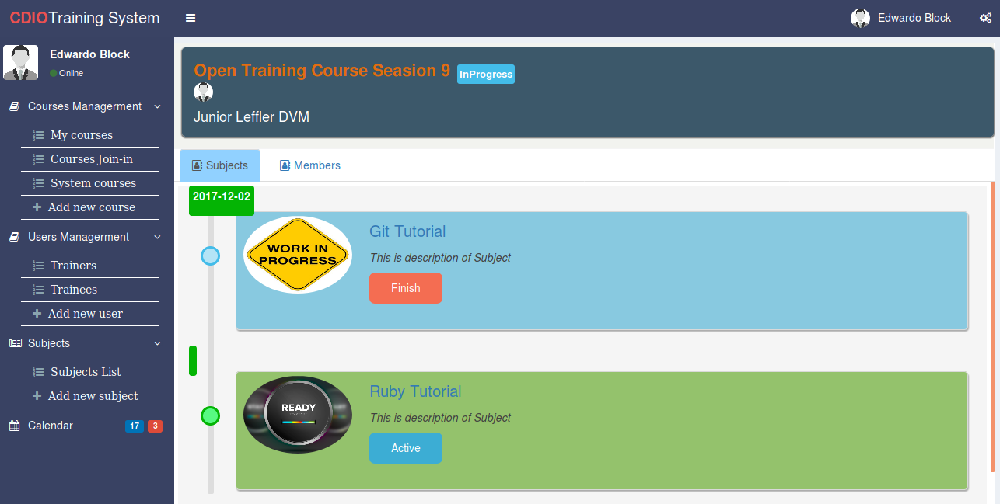 CDIOTraining System
Edwardo Block
Edwardo Block
Online
Courses Managerment
My courses
Courses Join-in
System courses
Add new course
Users Managerment
Trainers
Trainees
Add new user
Subjects
Subjects List
Add new subject
Calendar 17 3
Open Training Course Seasion 9 InProgress
Junior Leffler DVM
Subjects Members
2017-12-02
WORK IN
PROGRESS
Git Tutorial
This is description of Subject
Finish
READY
Ruby Tutorial
This is description of Subject
Active